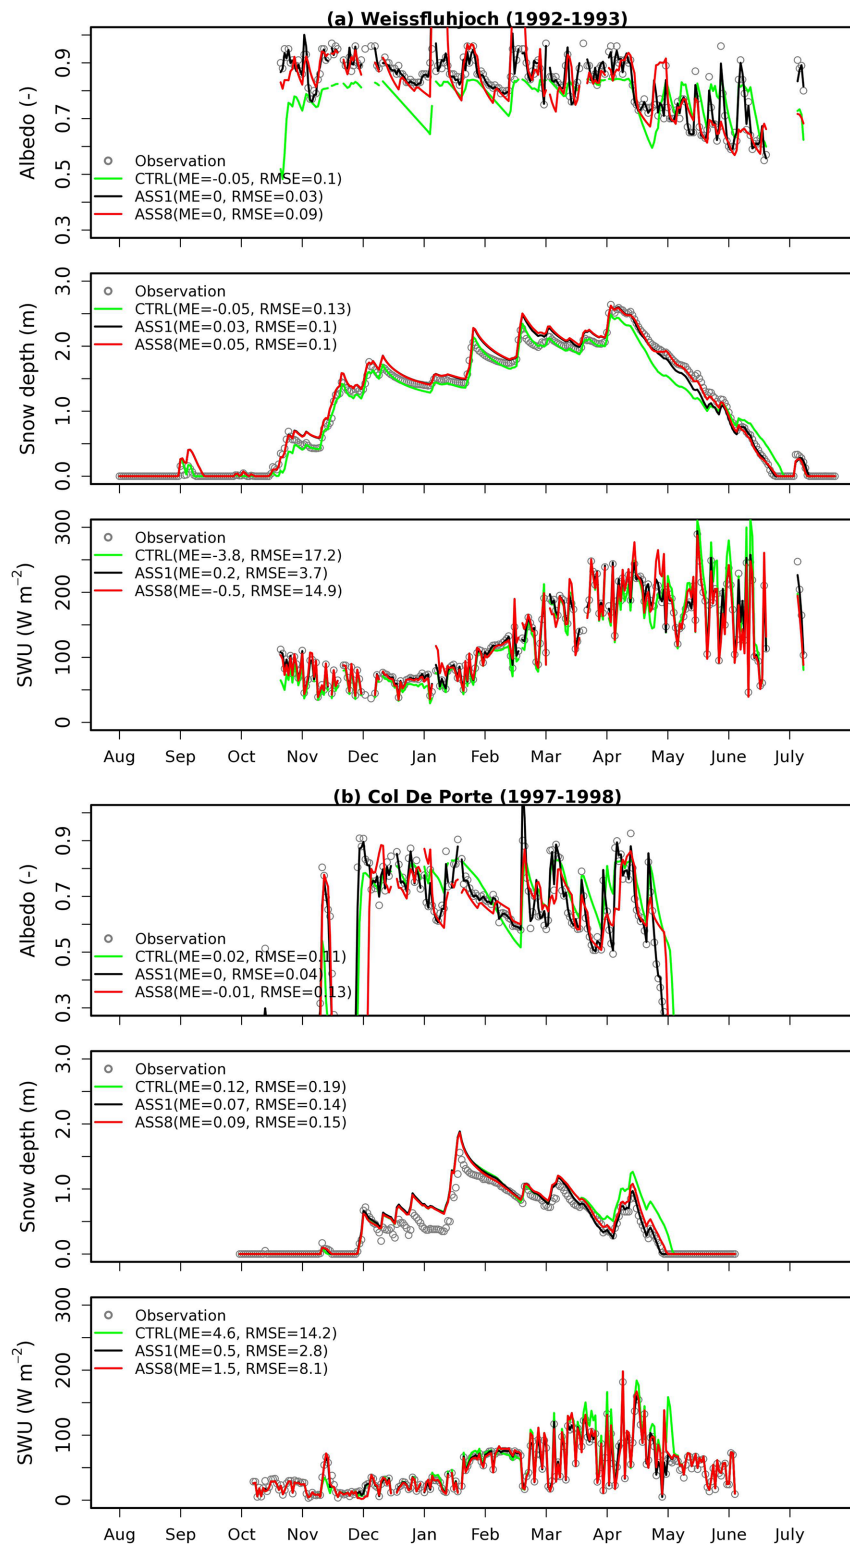 (a) Weissfluhjoch (1992-1993)
Albedo (-)
0.9
0.7
0.5
0.3
Observation
CTRL(ME=-0.05, RMSE=0.1)
ASS1(ME=0, RMSE=0.03)
ASS8(ME=0, RMSE=0.09)
Snow depth (m)
3.0
2.0
1.0
0.0
Observation
CTRL(ME=-0.05, RMSE=0.13)
ASS1(ME=0.03, RMSE=0.1)
ASS8(ME=0.05, RMSE=0.1)
SWU (W m⁻²)
300
200
100
0
Observation
CTRL(ME=-3.8, RMSE=17.2)
ASS1(ME=0.2, RMSE=3.7)
ASS8(ME=-0.5, RMSE=14.9)
Aug Sep Oct Nov Dec Jan Feb Mar Apr May June July
(b) Col De Porte (1997-1998)
Albedo (-)
0.9
0.7
0.5
0.3
Observation
CTRL(ME=0.02, RMSE=0.11)
ASS1(ME=0, RMSE=0.04)
ASS8(ME=-0.01, RMSE=0.13)
Snow depth (m)
3.0
2.0
1.0
0.0
Observation
CTRL(ME=0.12, RMSE=0.19)
ASS1(ME=0.07, RMSE=0.14)
ASS8(ME=0.09, RMSE=0.15)
SWU (W m⁻²)
300
200
100
0
Observation
CTRL(ME=4.6, RMSE=14.2)
ASS1(ME=0.5, RMSE=2.8)
ASS8(ME=1.5, RMSE=8.1)
Aug Sep Oct Nov Dec Jan Feb Mar Apr May June July